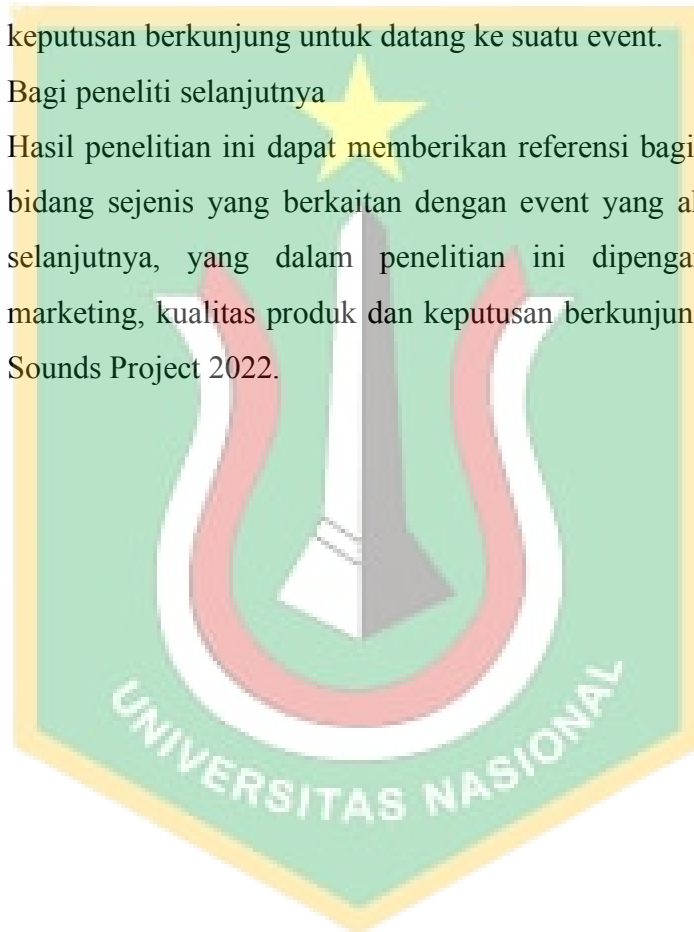 keputusan berkunjung untuk datang ke suatu event.
Bagi peneliti selanjutnya
Hasil penelitian ini dapat memberikan referensi bagi
bidang sejenis yang berkaitan dengan event yang
selanjutnya, yang dalam penelitian ini
marketing, kualitas produk dan keputusan
Sounds Project 2022.
UNIVERSITAS NASIONAL